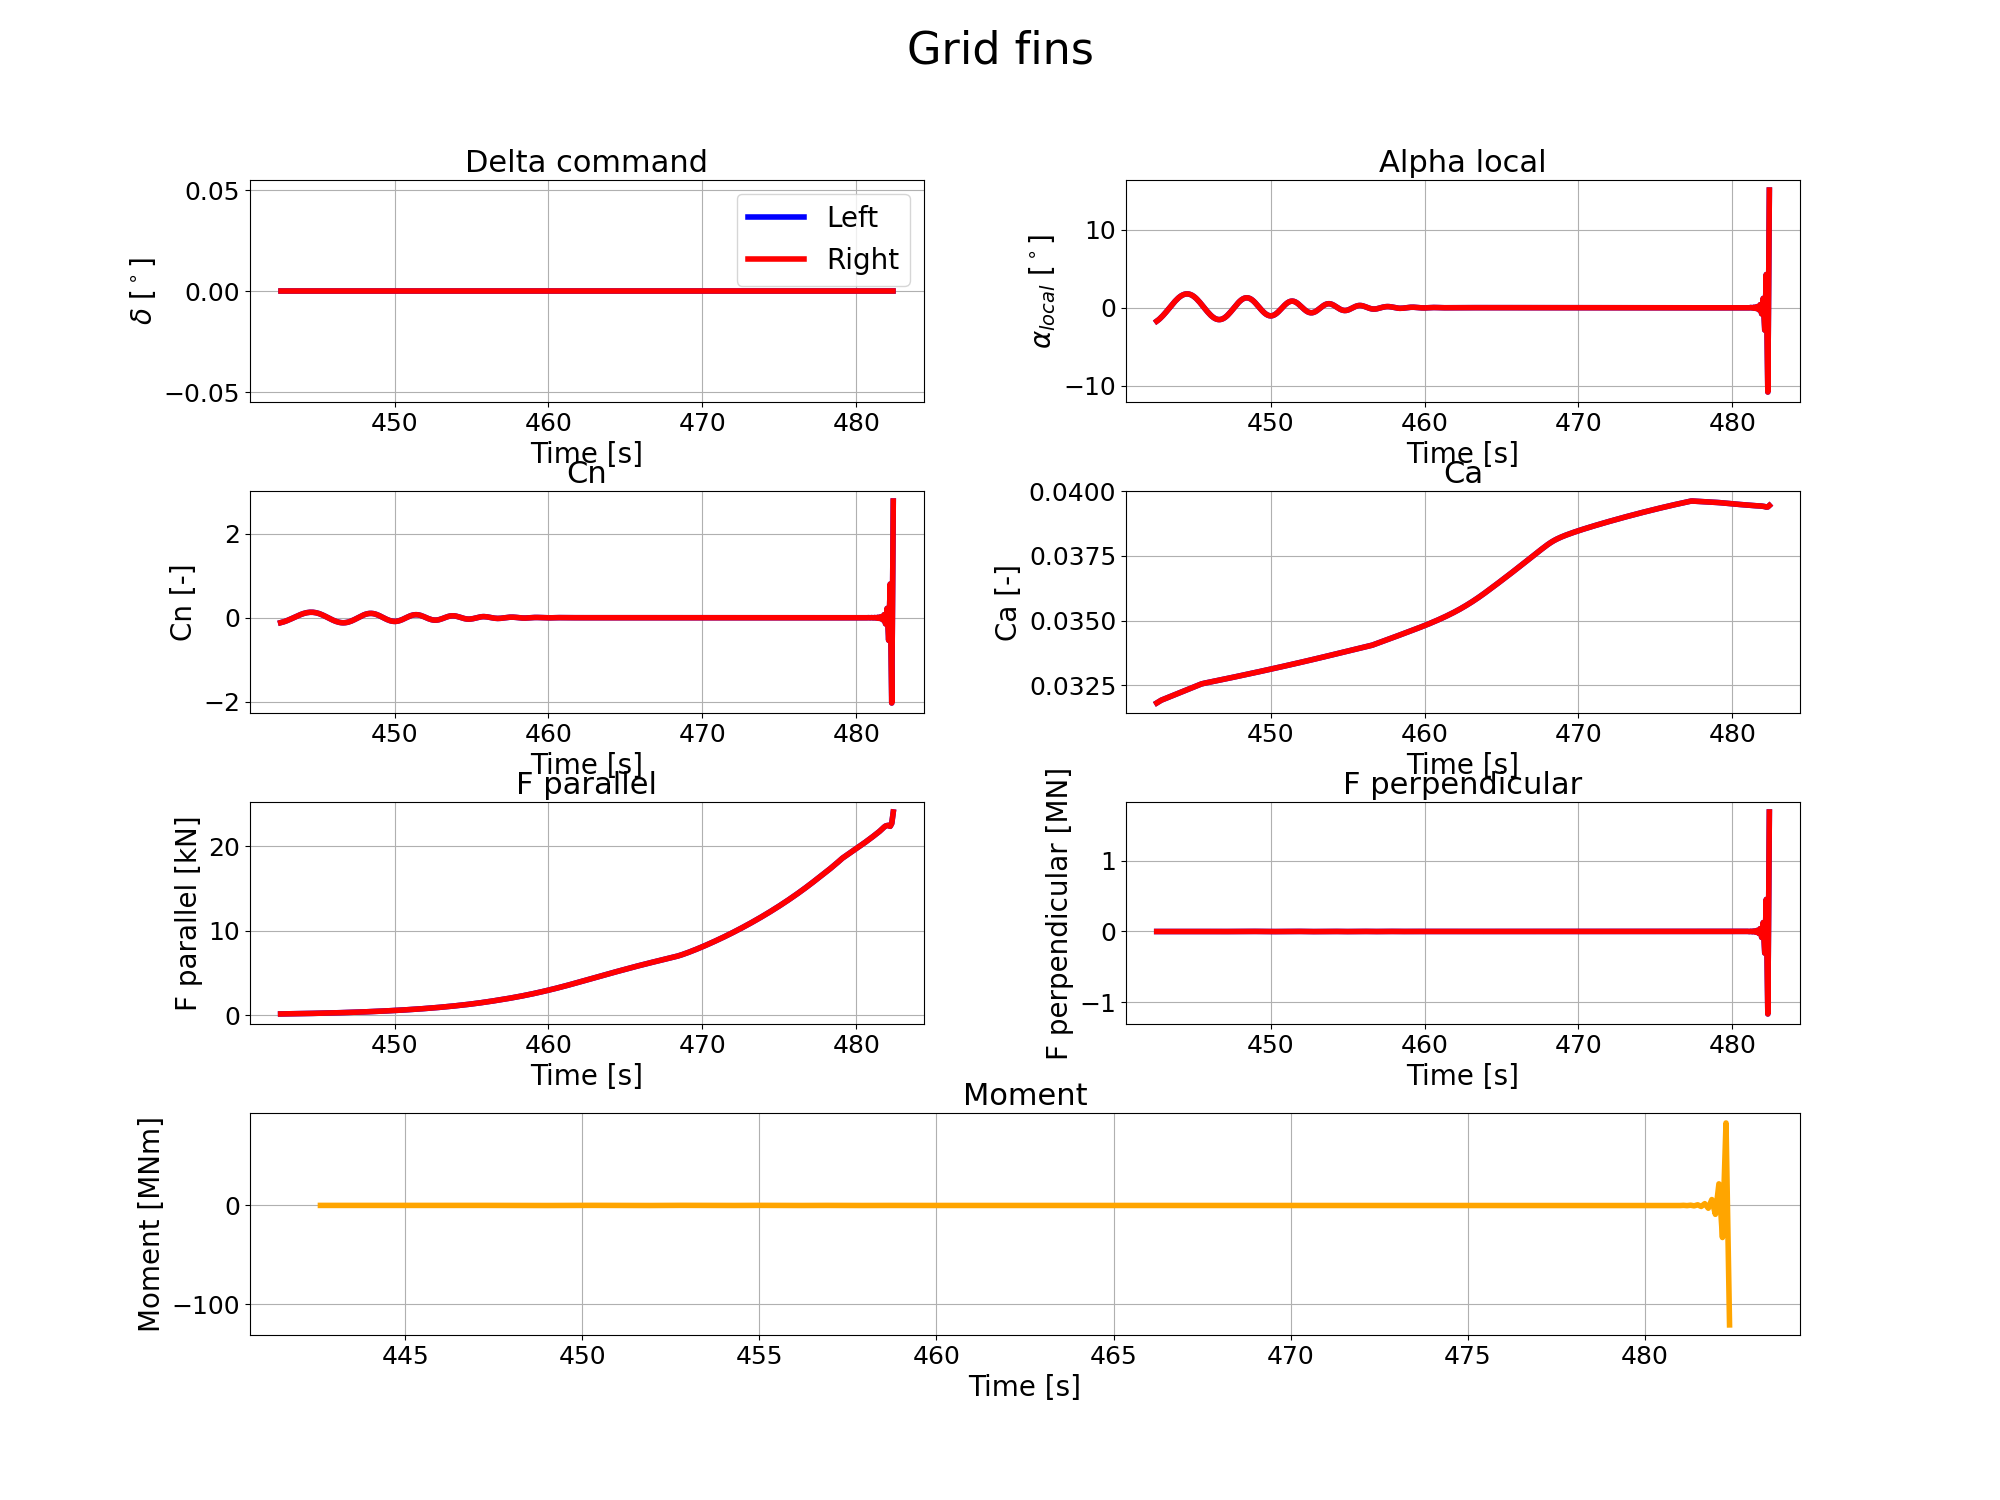 Grid fins
Delta command
δ [°]
0.05
0.00
−0.05
Left
Right
450 460 470 480
Time [s]
Alpha local
α_local [°]
10
0
−10
450 460 470 480
Time [s]
Cn
Cn [-]
2
0
−2
450 460 470 480
Time [s]
Ca
Ca [-]
0.0400
0.0375
0.0350
0.0325
450 460 470 480
Time [s]
F parallel
F parallel [kN]
20
10
0
450 460 470 480
Time [s]
F perpendicular
F perpendicular [MN]
1
0
−1
450 460 470 480
Time [s]
Moment
Moment [MNm]
0
−100
445 450 455 460 465 470 475 480
Time [s]